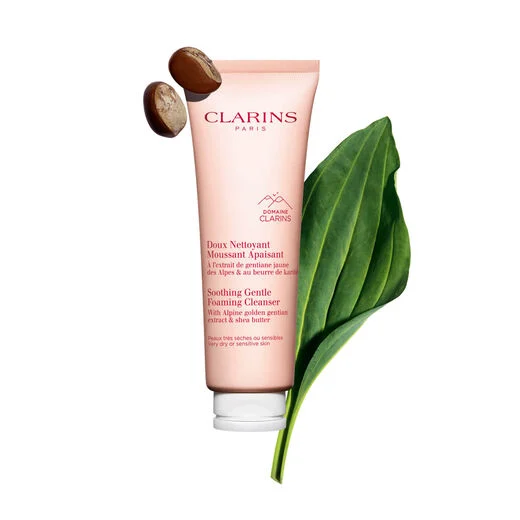 CLARINS
PARIS
DOMAINE
CLARINS
Doux Nettoyant
Moussant Apaisant
À l'extrait de gentiane jaune
des Alpes & au beurre de karité
Soothing Gentle
Foaming Cleanser
With Alpine golden gentian
extract & shea butter
Peaux très sèches ou sensibles
Very dry or sensitive skin